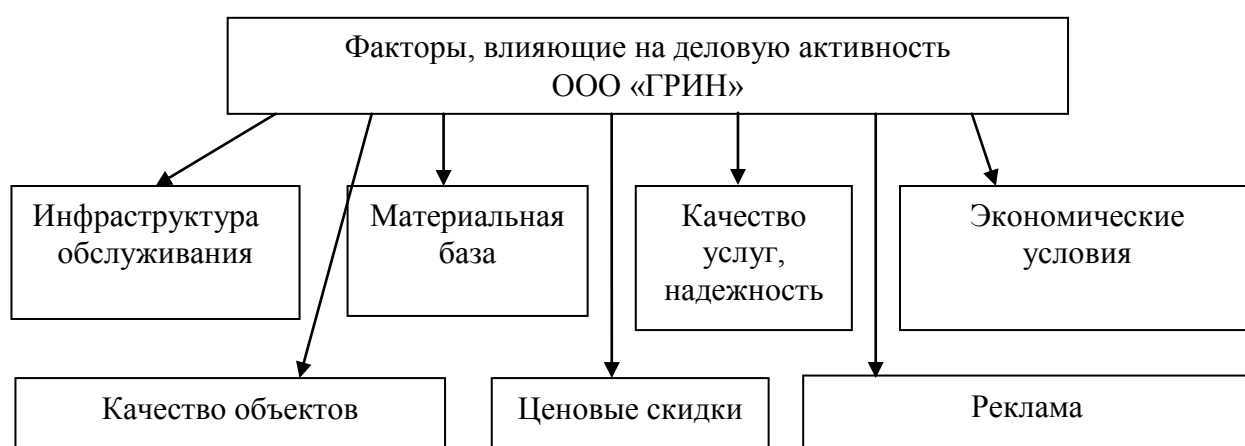 Факторы, влияющие на деловую активность
ООО «ГРИН»
Инфраструктура
обслуживания
Материальная
база
Качество
услуг,
надежность
Экономические
условия
Качество объектов
Ценовые скидки
Реклама